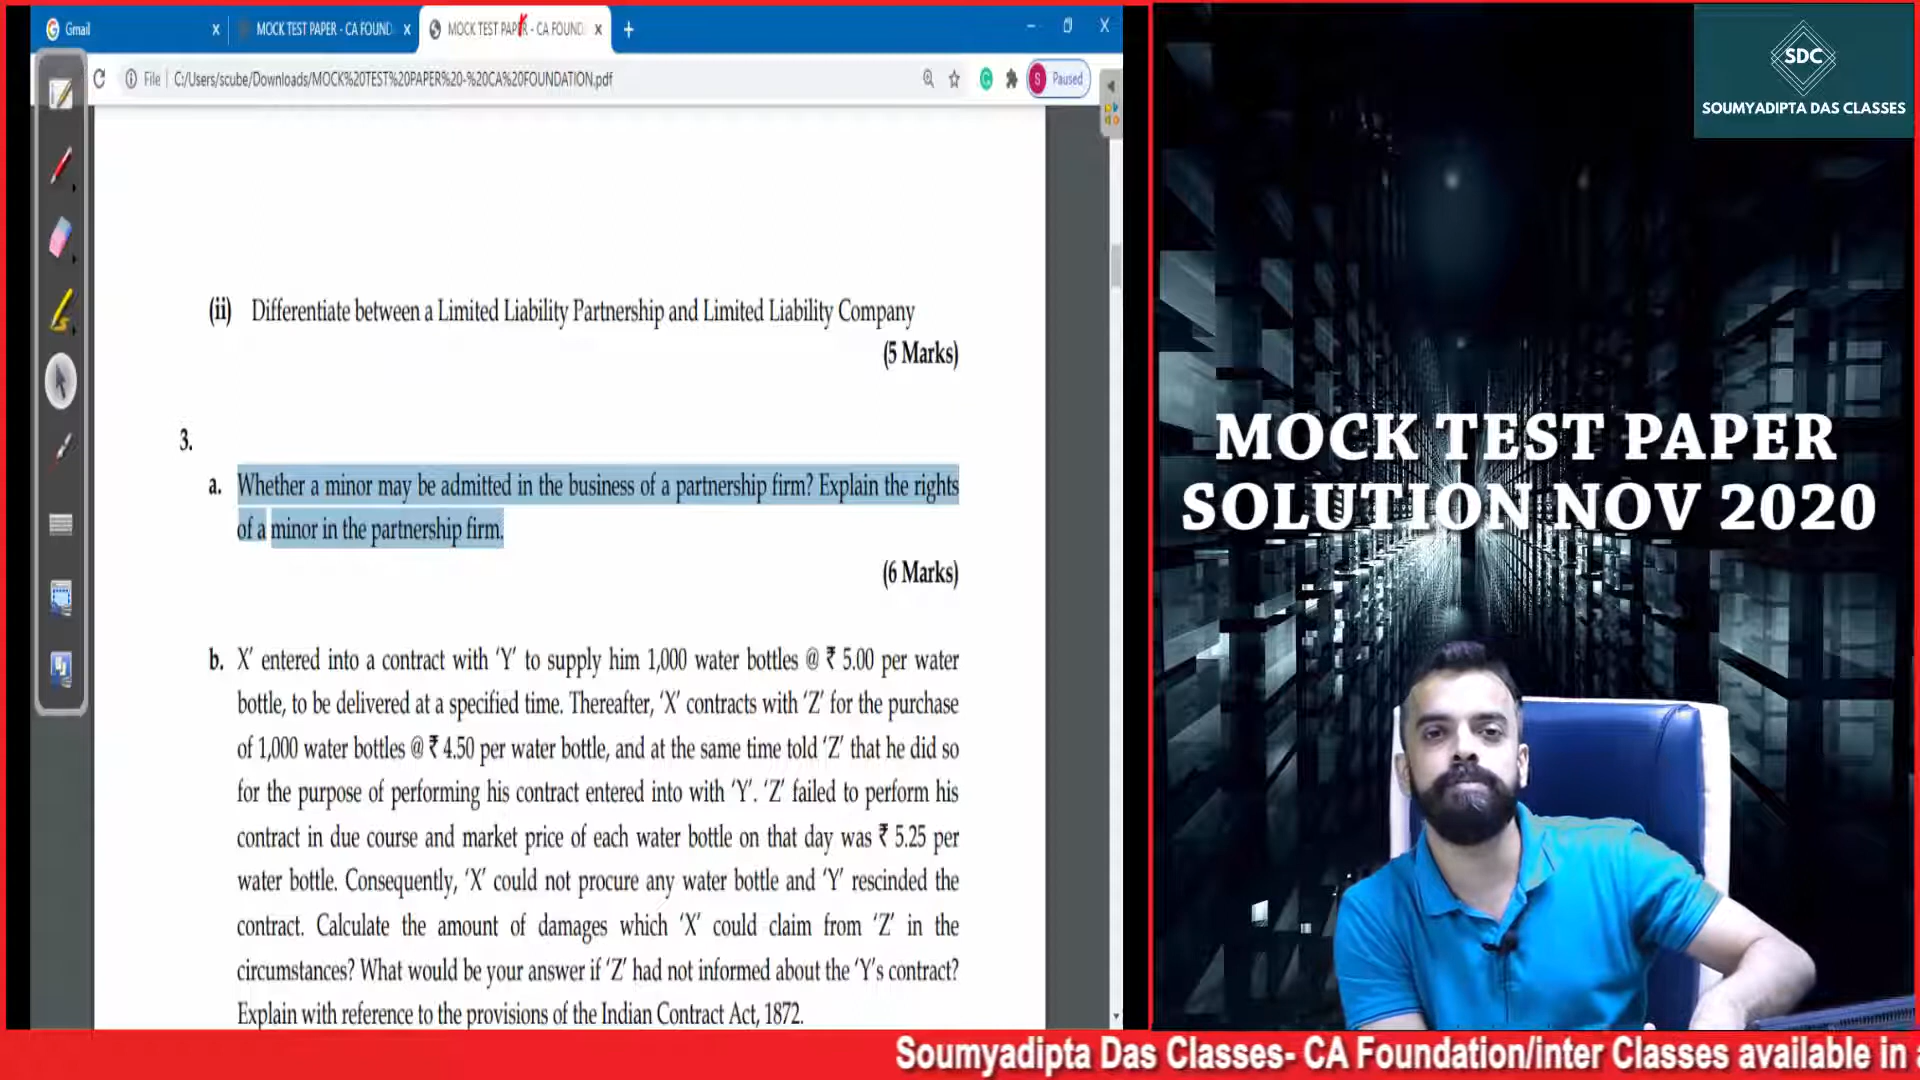 Gmail
MOCK TEST PAPER - CA FOUND
MOCK TEST PAPER - CA FOUND
File
C:/Users/scube/Downloads/MOCK%20TEST%20PAPER%20-%20CA%20FOUNDATION.pdf
S
Paused
(ii) Differentiate between a Limited Liability Partnership and Limited Liability Company
(5 Marks)
3.
a. Whether a minor may be admitted in the business of a partnership firm? Explain the rights
of a minor in the partnership firm.
(6 Marks)
b. X' entered into a contract with 'Y' to supply him 1,000 water bottles @ ₹ 5.00 per water
bottle, to be delivered at a specified time. Thereafter, 'X' contracts with 'Z' for the purchase
of 1,000 water bottles @ ₹ 4.50 per water bottle, and at the same time told 'Z' that he did so
for the purpose of performing his contract entered into with 'Y'. 'Z' failed to perform his
contract in due course and market price of each water bottle on that day was ₹ 5.25 per
water bottle. Consequently, 'X' could not procure any water bottle and 'Y' rescinded the
contract. Calculate the amount of damages which 'X' could claim from 'Z' in the
circumstances? What would be your answer if 'Z' had not informed about the 'Y's contract?
Explain with reference to the provisions of the Indian Contract Act, 1872.
SDC
SOUMYADIPTA DAS CLASSES
MOCK TEST PAPER
SOLUTION NOV 2020
Soumyadipta Das Classes- CA Foundation/inter Classes available in